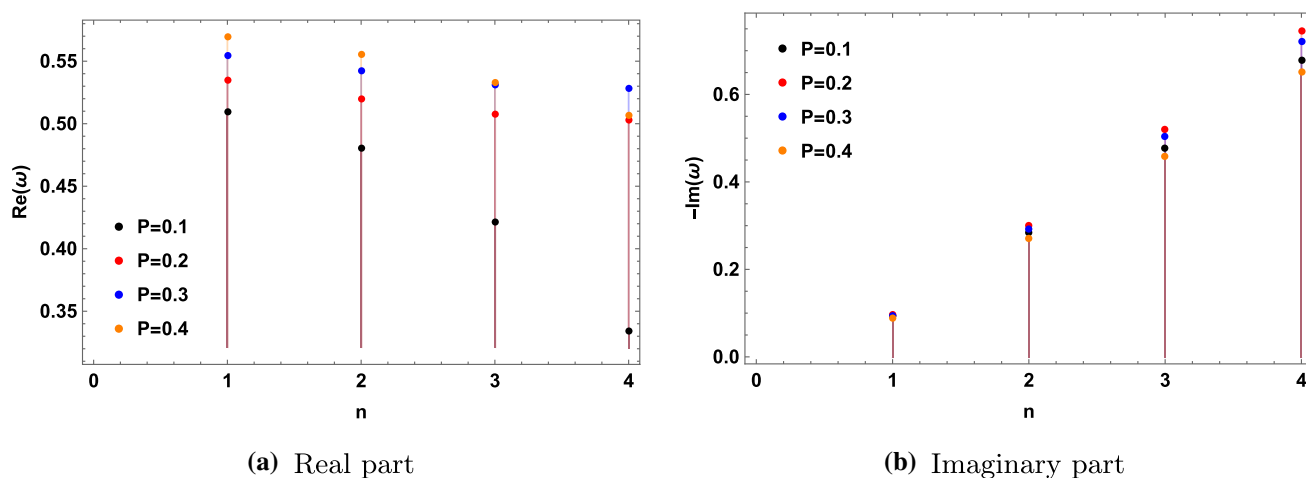 Re(ω)
0.55
0.50
0.45
0.40
0.35
P=0.1
P=0.2
P=0.3
P=0.4
0 1 2 3 4
n
(a) Real part
−Im(ω)
0.6
0.4
0.2
0.0
P=0.1
P=0.2
P=0.3
P=0.4
0 1 2 3 4
n
(b) Imaginary part